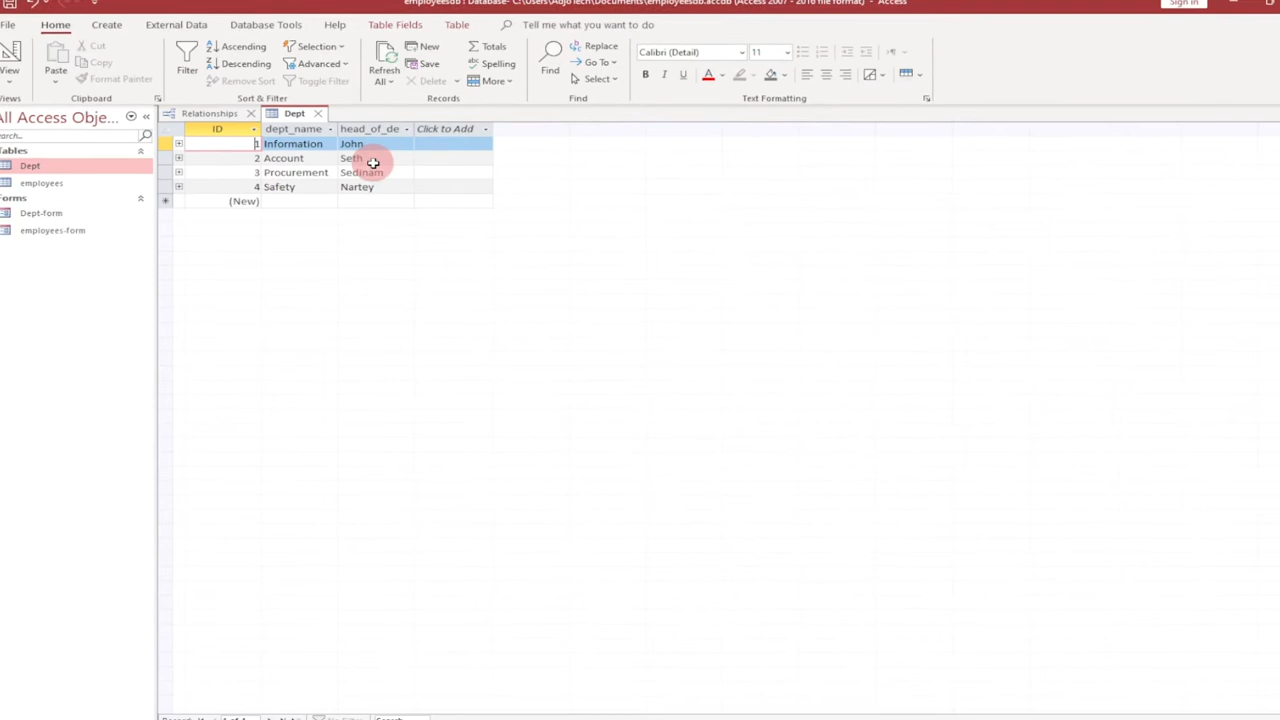 employeesdb : Database- C:\Users\AdjoTech\Documents\employeesdb.accdb (Access 2007 - 2016 file format) - Access
Sign in
File Home Create External Data Database Tools Help Table Fields Table Tell me what you want to do
View
Views
Paste
Cut
Copy
Format Painter
Clipboard
Filter
Ascending
Descending
Remove Sort
Selection
Advanced
Toggle Filter
Sort & Filter
Refresh
All
New
Save
Delete
Totals
Spelling
More
Records
Find
Replace
Go To
Select
Find
Calibri (Detail) 11
B I U A
Text Formatting
All Access Obje...
Search...
Tables
Dept
employees
Forms
Dept-form
employees-form
Relationships Dept
ID dept_name head_of_de Click to Add
1 Information John
2 Account Seth
3 Procurement Sedinam
4 Safety Nartey
(New)